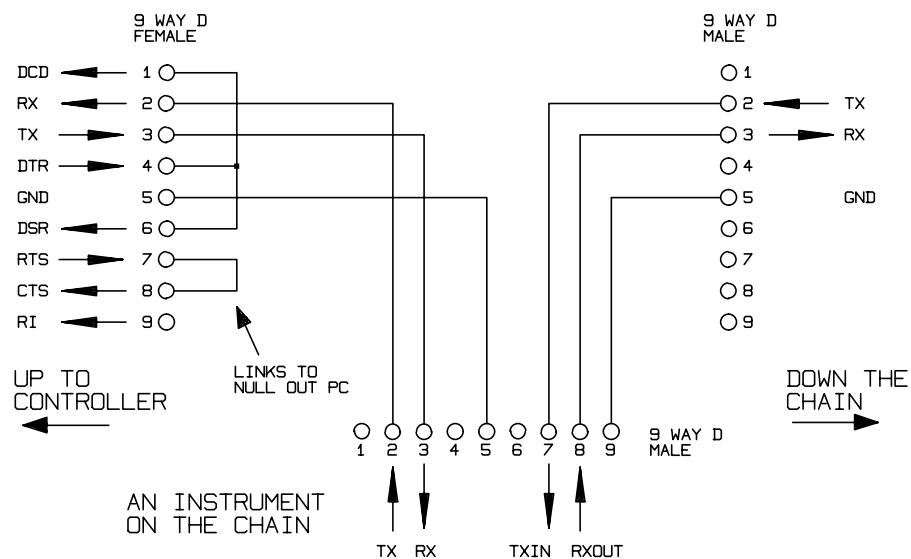 9 WAY D
FEMALE
9 WAY D
MALE
DCD 1
RX 2
TX 3
DTR 4
GND 5
DSR 6
RTS 7
CTS 8
RI 9
1
2 TX
3 RX
4
5 GND
6
7
8
9
LINKS TO
NULL OUT PC
UP TO
CONTROLLER
DOWN THE
CHAIN
1 2 3 4 5 6 7 8 9
9 WAY D
MALE
AN INSTRUMENT
ON THE CHAIN
TX RX TXIN RXOUT